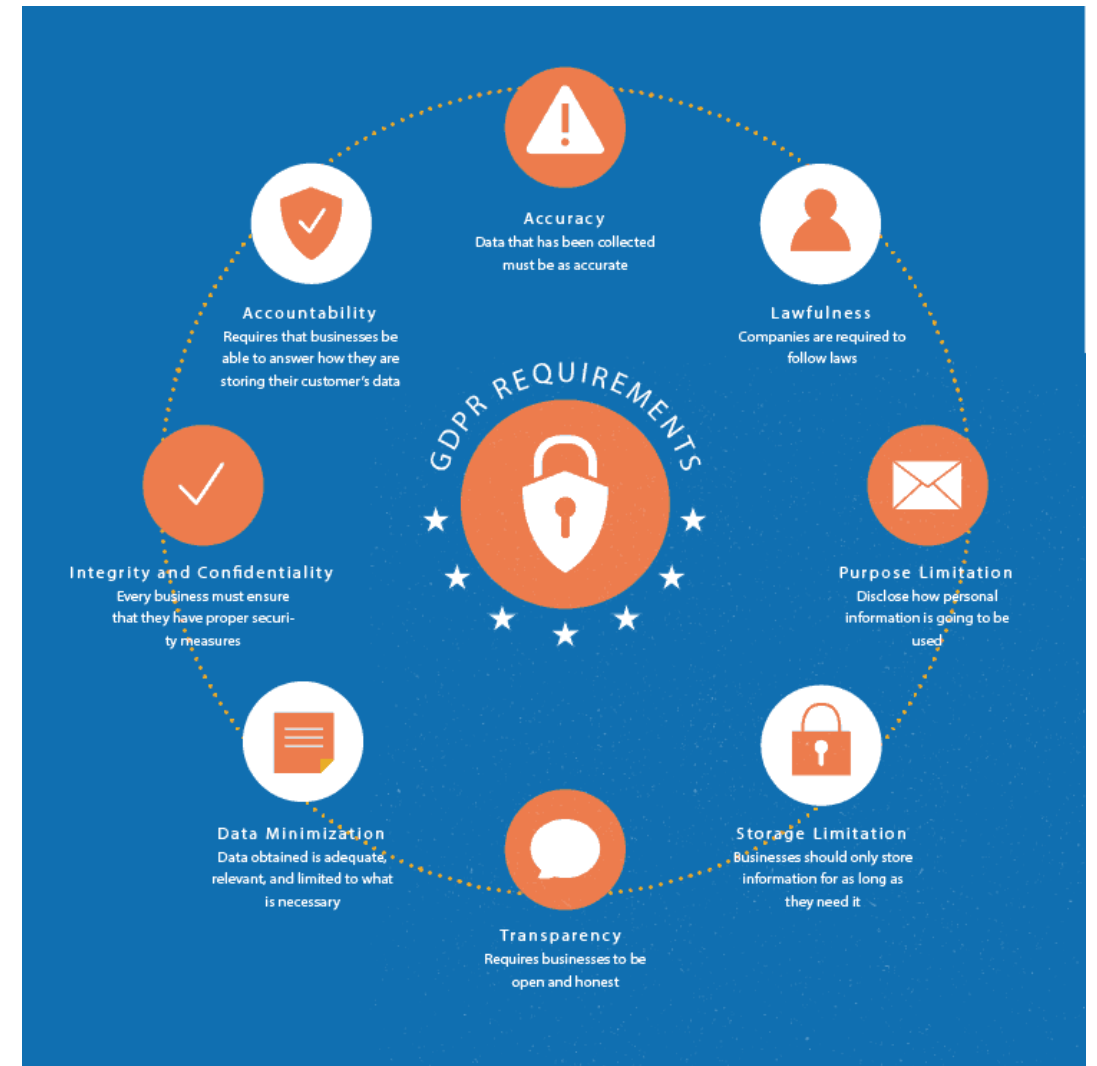 Accuracy
Data that has been collected
must be as accurate
Lawfulness
Companies are required to
follow laws
Purpose Limitation
Disclose how personal
information is going to be
used
Storage Limitation
Businesses should only store
information for as long as
they need it
Transparency
Requires businesses to be
open and honest
Data Minimization
Data obtained is adequate,
relevant, and limited to what
is necessary
Integrity and Confidentiality
Every business must ensure
that they have proper securi-
ty measures
Accountability
Requires that businesses be
able to answer how they are
storing their customer's data
GDPR REQUIREMENTS